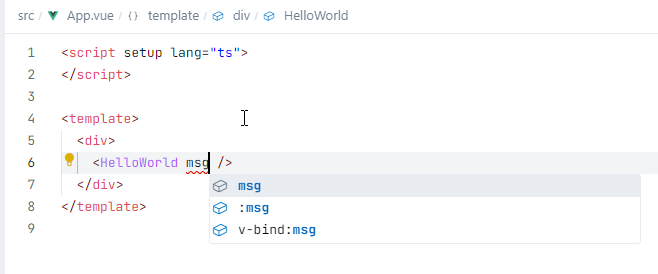 src / App.vue / {} template / div / HelloWorld
1 <script setup lang="ts">
2 </script>
3
4 <template>
5 <div>
6 <HelloWorld msg />
msg
:msg
v-bind:msg
7 </div>
8 </template>
9